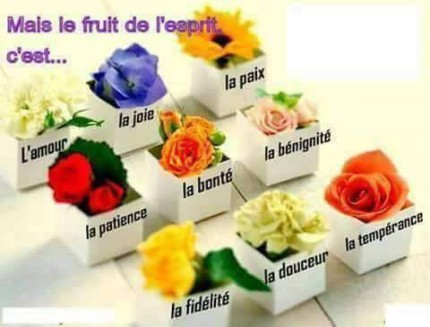 Mais le fruit de l'esprit,
c'est...
la paix
la joie
L'amour
la bénignité
la bonté
la patience
la tempérance
la douceur
la fidélité